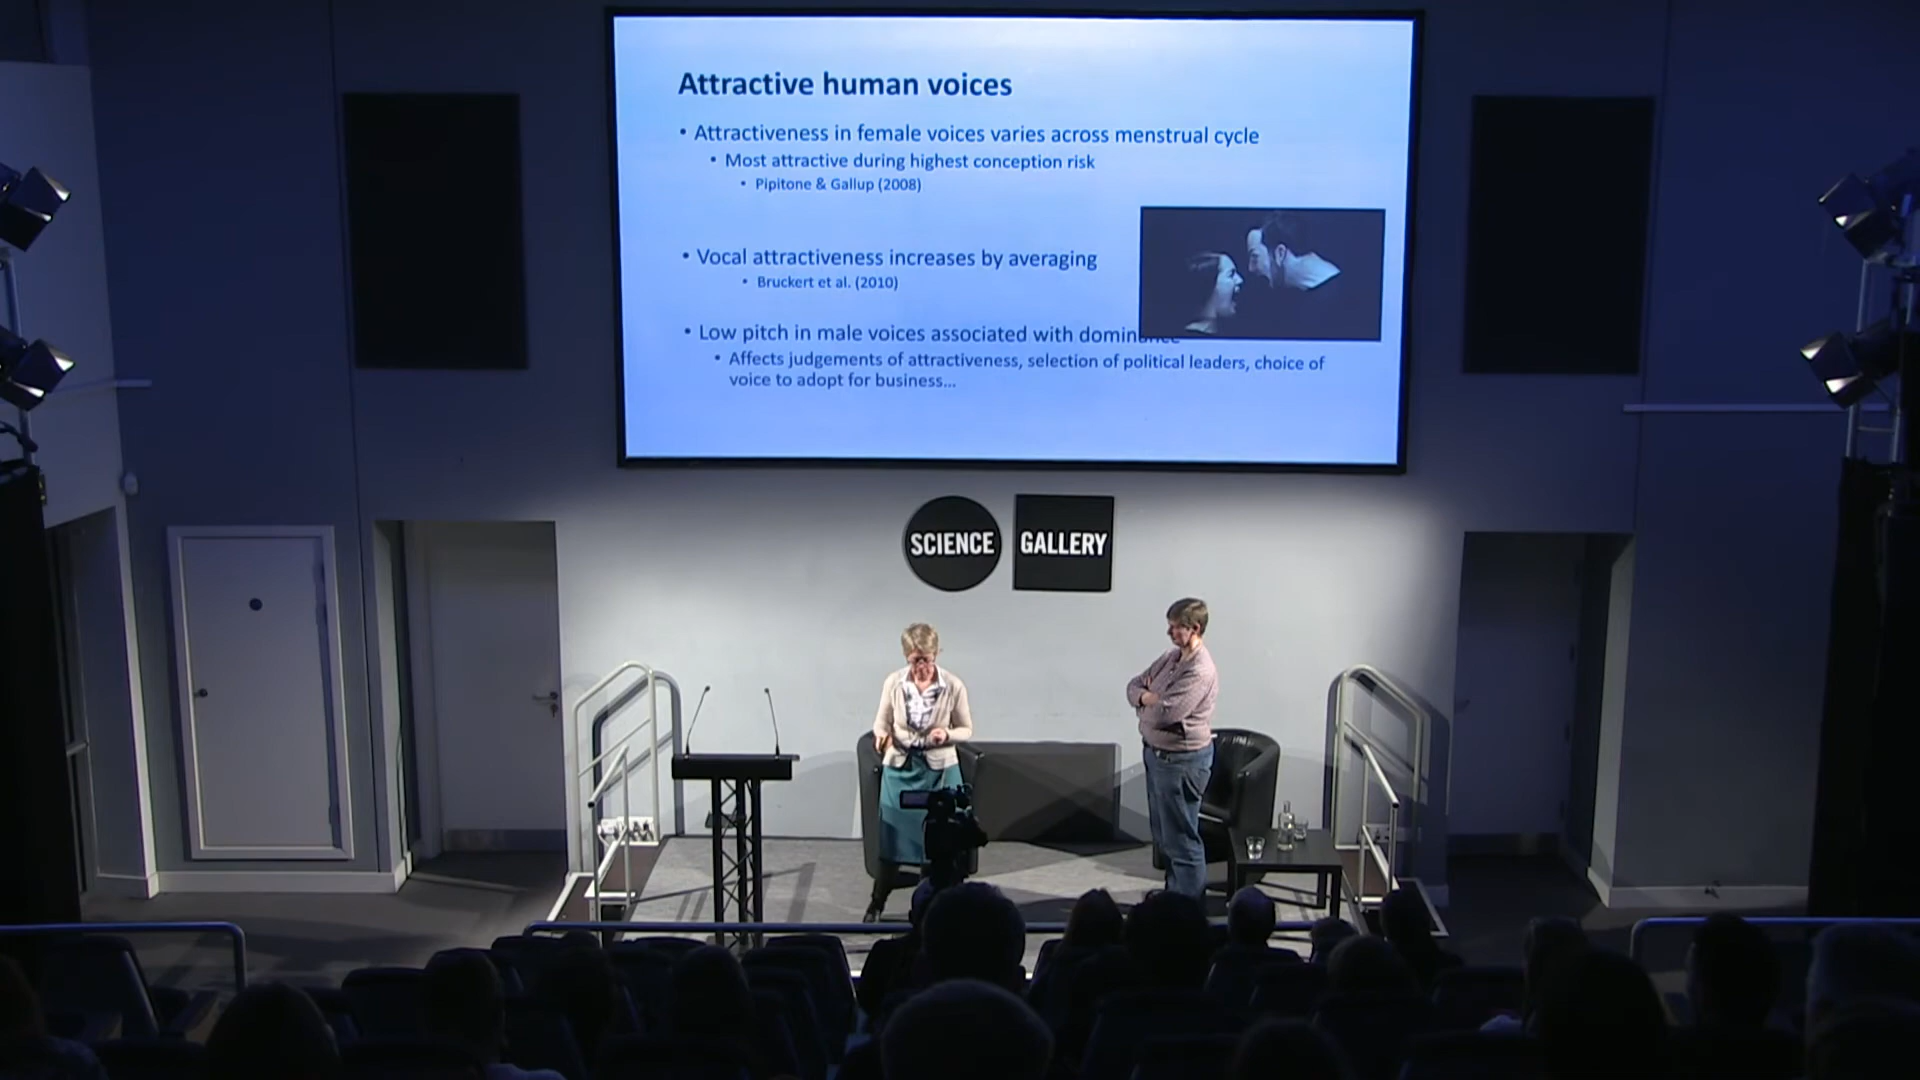 Attractive human voices
• Attractiveness in female voices varies across menstrual cycle
• Most attractive during highest conception risk
• Pipitone & Gallup (2008)
• Vocal attractiveness increases by averaging
• Bruckert et al. (2010)
• Low pitch in male voices associated with
• Affects judgements of attractiveness, selection of political leaders, choice of
voice to adopt for business...
SCIENCE GALLERY